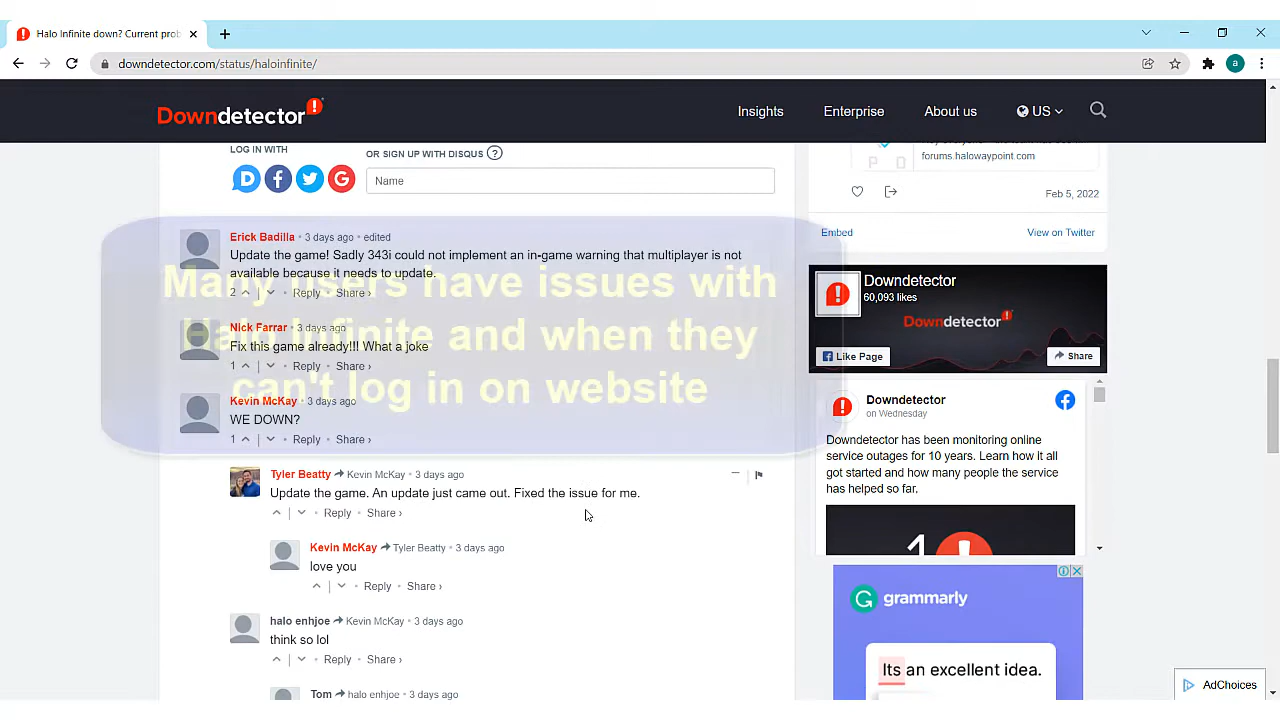 Halo Infinite down? Current prob
downdetector.com/status/haloinfinite/
a
Downdetector
Insights
Enterprise
About us
US
LOG IN WITH
OR SIGN UP WITH DISQUS ?
Name
Erick Badilla • 3 days ago • edited
Update the game! Sadly 343i could not implement an in-game warning that multiplayer is not
available because it needs to update.
2
Reply • Share ›
Nick Farrar • 3 days ago
Fix this game already!!! What a joke
1
Reply • Share ›
Kevin McKay • 3 days ago
WE DOWN?
1
Reply • Share ›
Many users have issues with
Halo Infinite and when they
can't log in on website
Tyler Beatty Kevin McKay • 3 days ago
Update the game. An update just came out. Fixed the issue for me.
Reply • Share ›
Kevin McKay Tyler Beatty • 3 days ago
love you
Reply • Share ›
halo enhjoe Kevin McKay • 3 days ago
think so lol
Reply • Share ›
Tom halo enhjoe • 3 days ago
forums.halowaypoint.com
Feb 5, 2022
Embed
View on Twitter
Downdetector
60,093 likes
Downdetector
Like Page
Share
Downdetector
on Wednesday
Downdetector has been monitoring online
service outages for 10 years. Learn how it all
got started and how many people the service
has helped so far.
grammarly
Its an excellent idea.
AdChoices